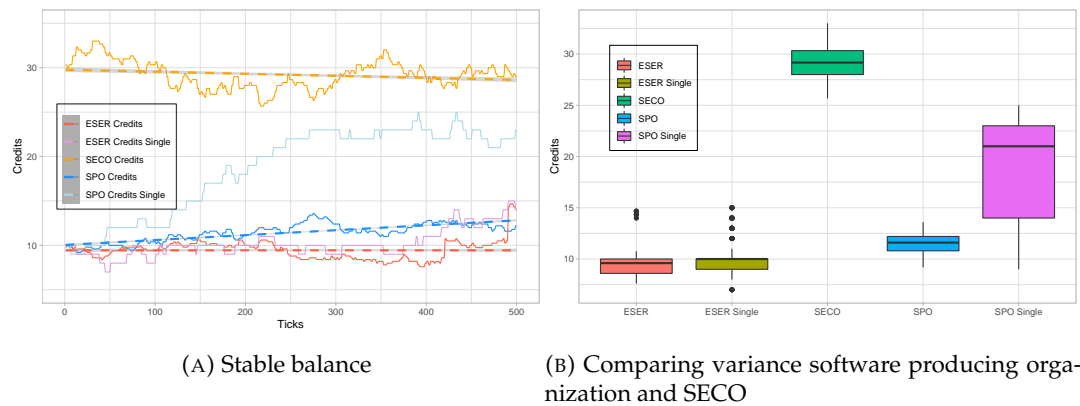 30
20
10
0
100
200
300
400
500
Credits
Ticks
ESER Credits
ESER Credits Single
SECO Credits
SPO Credits
SPO Credits Single
(A) Stable balance
30
25
20
15
10
Credits
ESER
ESER Single
SECO
SPO
SPO Single
ESER
ESER Single
SECO
SPO
SPO Single
(B) Comparing variance software producing orga-
nization and SECO